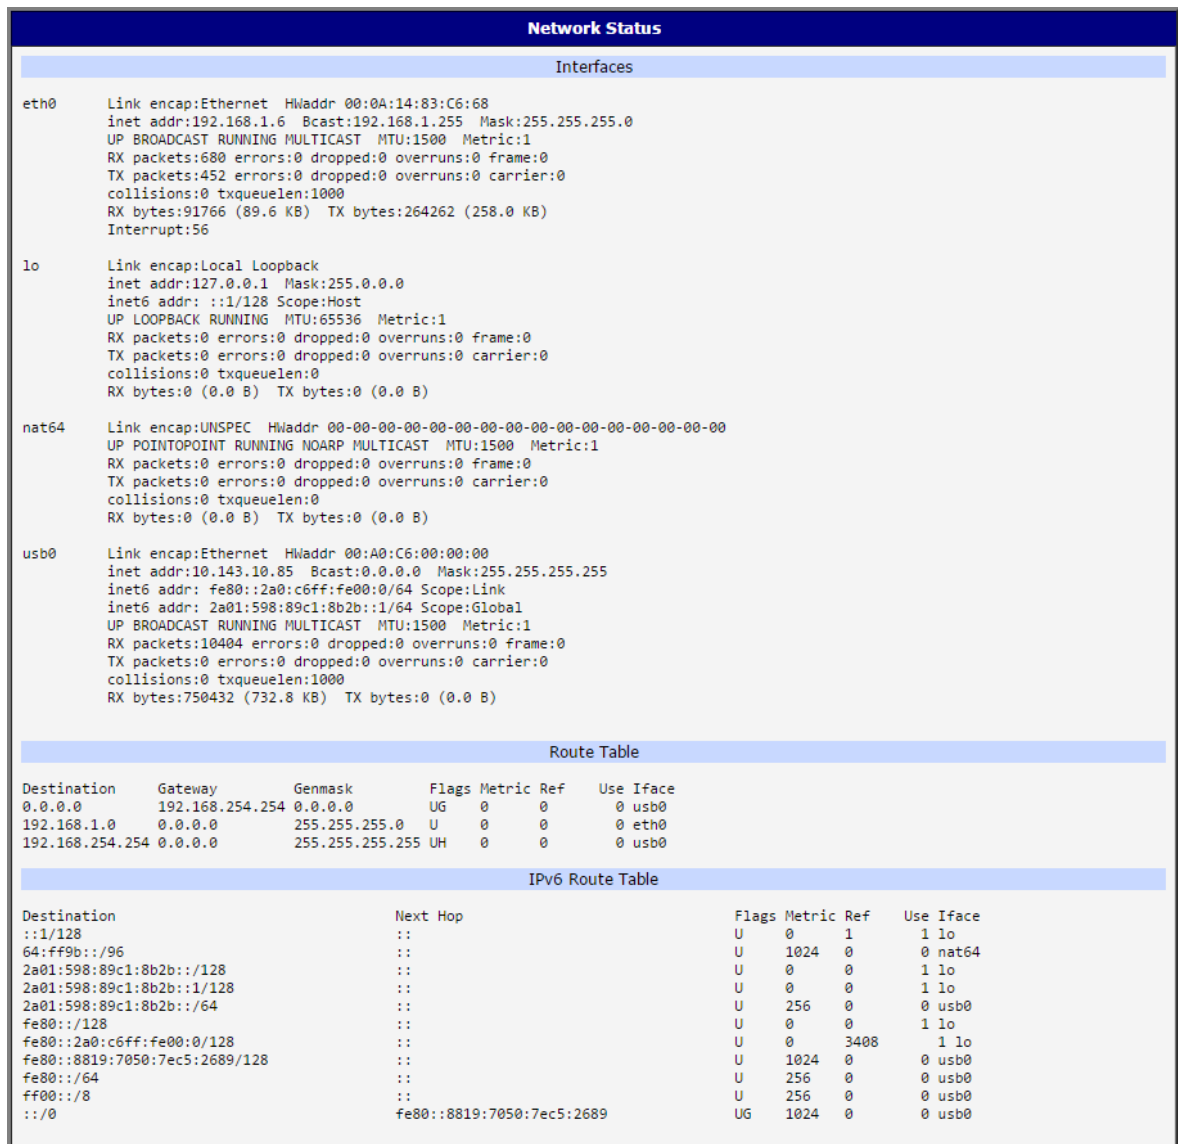 Network Status
Interfaces
eth0      Link encap:Ethernet  HWaddr 00:0A:14:83:C6:68
          inet addr:192.168.1.6  Bcast:192.168.1.255  Mask:255.255.255.0
          UP BROADCAST RUNNING MULTICAST  MTU:1500  Metric:1
          RX packets:680 errors:0 dropped:0 overruns:0 frame:0
          TX packets:452 errors:0 dropped:0 overruns:0 carrier:0
          collisions:0 txqueuelen:1000
          RX bytes:91766 (89.6 KB)  TX bytes:264262 (258.0 KB)
          Interrupt:56
lo        Link encap:Local Loopback
          inet addr:127.0.0.1  Mask:255.0.0.0
          inet6 addr: ::1/128 Scope:Host
          UP LOOPBACK RUNNING  MTU:65536  Metric:1
          RX packets:0 errors:0 dropped:0 overruns:0 frame:0
          TX packets:0 errors:0 dropped:0 overruns:0 carrier:0
          collisions:0 txqueuelen:0
          RX bytes:0 (0.0 B)  TX bytes:0 (0.0 B)
nat64     Link encap:UNSPEC  HWaddr 00-00-00-00-00-00-00-00-00-00-00-00-00-00-00-00
          UP POINTOPOINT RUNNING NOARP MULTICAST  MTU:1500  Metric:1
          RX packets:0 errors:0 dropped:0 overruns:0 frame:0
          TX packets:0 errors:0 dropped:0 overruns:0 carrier:0
          collisions:0 txqueuelen:0
          RX bytes:0 (0.0 B)  TX bytes:0 (0.0 B)
usb0      Link encap:Ethernet  HWaddr 00:A0:C6:00:00:00
          inet addr:10.143.10.85  Bcast:0.0.0.0  Mask:255.255.255.255
          inet6 addr: fe80::2a0:c6ff:fe00:0/64 Scope:Link
          inet6 addr: 2a01:598:89c1:8b2b::1/64 Scope:Global
          UP BROADCAST RUNNING MULTICAST  MTU:1500  Metric:1
          RX packets:10404 errors:0 dropped:0 overruns:0 frame:0
          TX packets:0 errors:0 dropped:0 overruns:0 carrier:0
          collisions:0 txqueuelen:1000
          RX bytes:750432 (732.8 KB)  TX bytes:0 (0.0 B)
Route Table
Destination     Gateway         Genmask         Flags Metric Ref    Use Iface
0.0.0.0         192.168.254.254 0.0.0.0         UG    0      0        0 usb0
192.168.1.0     0.0.0.0         255.255.255.0   U     0      0        0 eth0
192.168.254.254 0.0.0.0         255.255.255.255 UH    0      0        0 usb0
IPv6 Route Table
Destination                                 Next Hop                                Flags Metric Ref    Use Iface
::1/128                                     ::                                      U     0      1        1 lo
64:ff9b::/96                                ::                                      U     1024   0        0 nat64
2a01:598:89c1:8b2b::/128                    ::                                      U     0      0        1 lo
2a01:598:89c1:8b2b::1/128                   ::                                      U     0      0        1 lo
2a01:598:89c1:8b2b::/64                     ::                                      U     256    0        0 usb0
fe80::/128                                  ::                                      U     0      0        1 lo
fe80::2a0:c6ff:fe00:0/128                   ::                                      U     0      3408       1 lo
fe80::8819:7050:7ec5:2689/128               ::                                      U     1024   0        0 usb0
fe80::/64                                   ::                                      U     256    0        0 usb0
ff00::/8                                    ::                                      U     256    0        0 usb0
::/0                                        fe80::8819:7050:7ec5:2689               UG    1024   0        0 usb0